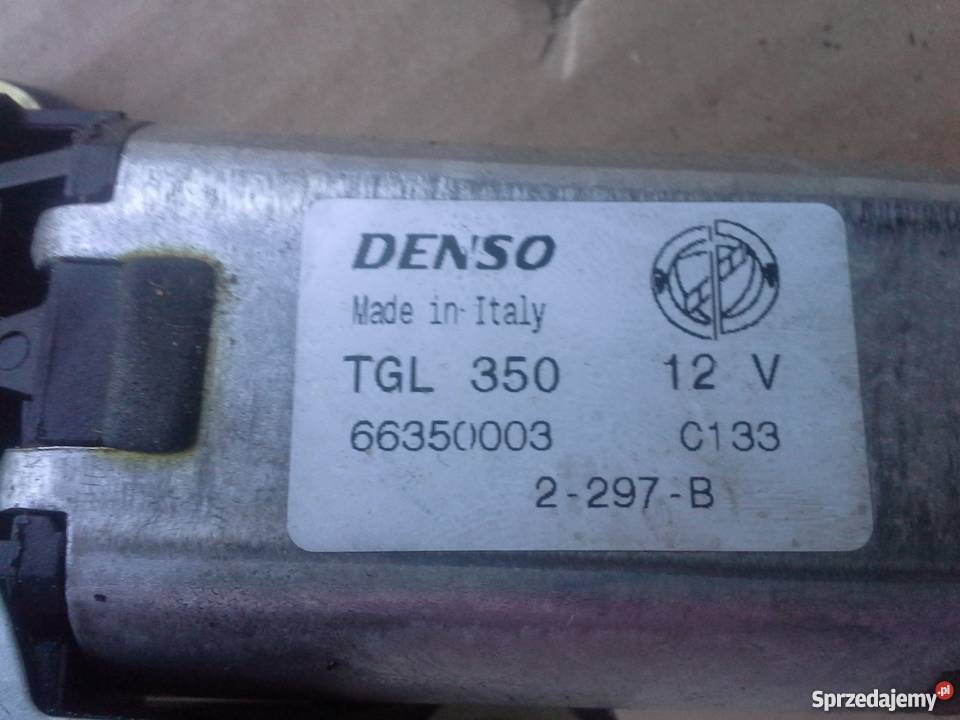 DENSO
Made in Italy
TGL 350 12 V
66350003 C133
2-297-B
Sprzedajemy.pl